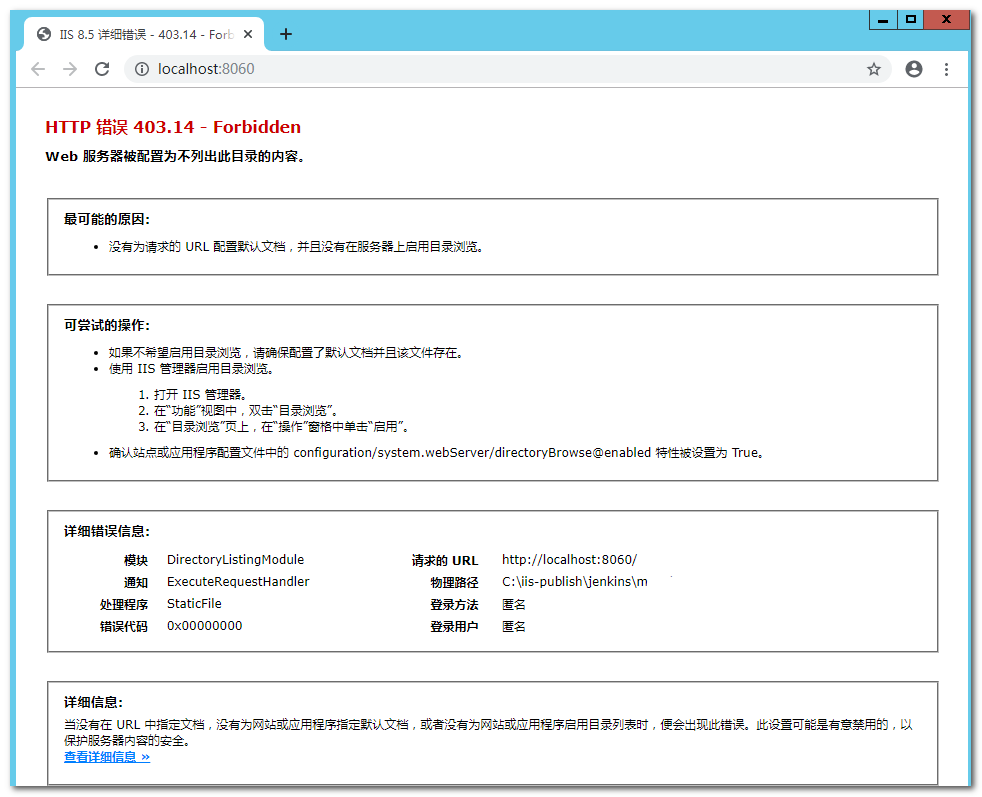 IIS 8.5 详细错误 - 403.14 - Forb
localhost:8060
HTTP 错误 403.14 - Forbidden
Web 服务器被配置为不列出此目录的内容。
最可能的原因:
• 没有为请求的 URL 配置默认文档，并且没有在服务器上启用目录浏览。
可尝试的操作:
• 如果不希望启用目录浏览，请确保配置了默认文档并且该文件存在。
• 使用 IIS 管理器启用目录浏览。
1. 打开 IIS 管理器。
2. 在“功能”视图中，双击“目录浏览”。
3. 在“目录浏览”页上，在“操作”窗格中单击“启用”。
• 确认站点或应用程序配置文件中的 configuration/system.webServer/directoryBrowse@enabled 特性被设置为 True。
详细错误信息:
模块 DirectoryListingModule 请求的 URL http://localhost:8060/
通知 ExecuteRequestHandler 物理路径 C:\iis-publish\jenkins\m
处理程序 StaticFile 登录方法 匿名
错误代码 0x00000000 登录用户 匿名
详细信息:
当没有在 URL 中指定文档，没有为网站或应用程序指定默认文档，或者没有为网站或应用程序启用目录列表时，便会出现此错误。此设置可能是有意禁用的，以
保护服务器内容的安全。
查看详细信息 »